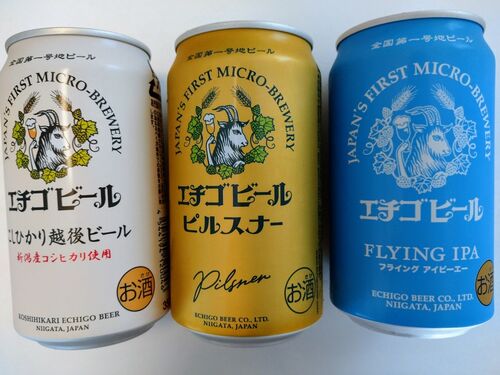 全国第一号地ビール
JAPAN'S FIRST MICRO-BREWERY
エチゴビール
こしひかり越後ビール
新潟産コシヒカリ使用
お酒
KOSHIHIKARI ECHIGO BEER
NIIGATA, JAPAN
全国第一号地ビール
JAPAN'S FIRST MICRO-BREWERY
エチゴビール
ピルスナー
Pilsner
お酒
ECHIGO BEER CO., LTD.
NIIGATA, JAPAN
全国第一号地ビール
JAPAN'S FIRST MICRO-BREWERY
エチゴビール
FLYING IPA
フライング アイピーエー
お酒
ECHIGO BEER CO., LTD.
NIIGATA, JAPAN